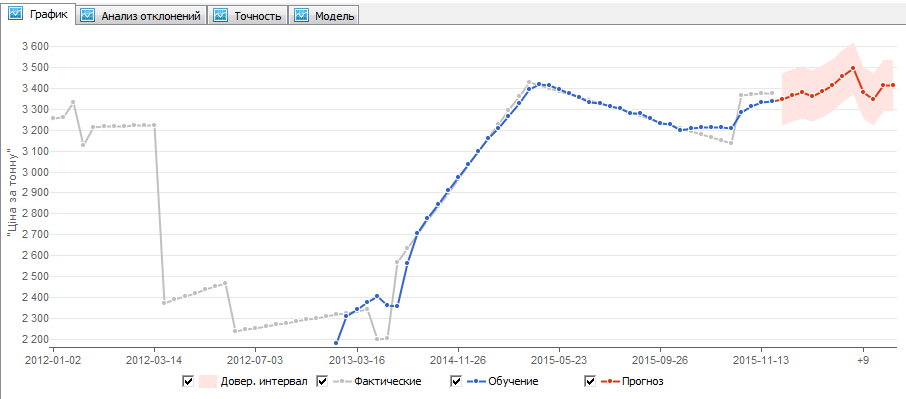 График
Анализ отклонений
Точность
Модель
"Ціна за тонну"
3 600
3 500
3 400
3 300
3 200
3 100
3 000
2 900
2 800
2 700
2 600
2 500
2 400
2 300
2 200
2012-01-02 2012-03-14 2012-07-03 2013-03-16 2014-11-26 2015-05-23 2015-09-26 2015-11-13 +9
Довер. интервал Фактические Обучение Прогноз